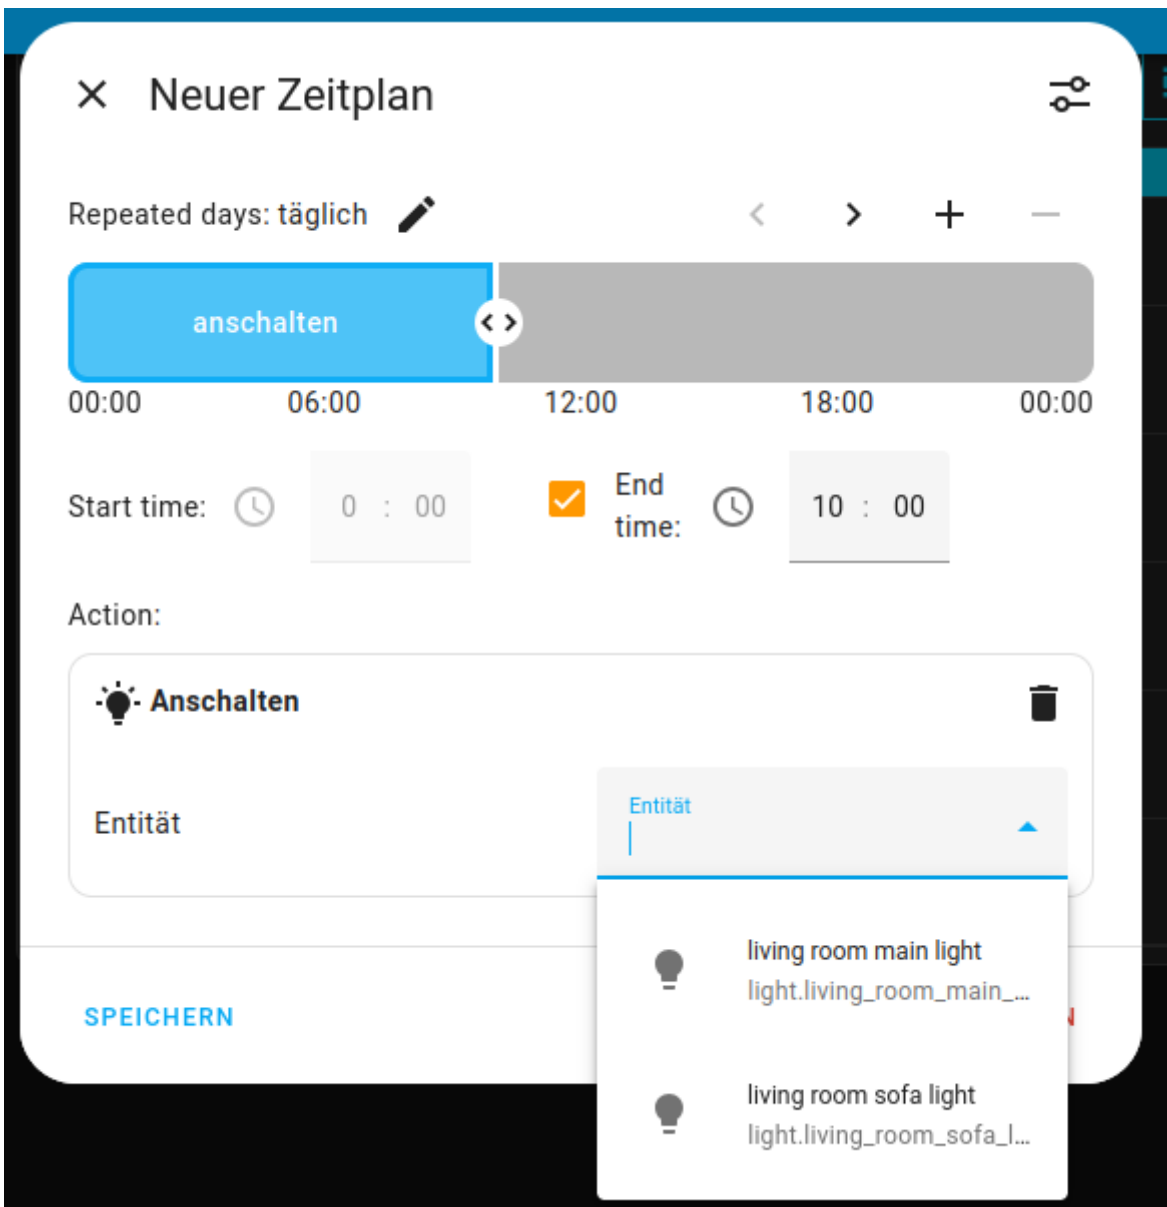 Neuer Zeitplan
Repeated days: täglich
anschalten
00:00 06:00 12:00 18:00 00:00
Start time: 0 : 00 End time: 10 : 00
Action:
Anschalten
Entität
Entität
living room main light
light.living_room_main_...
SPEICHERN
living room sofa light
light.living_room_sofa_l...